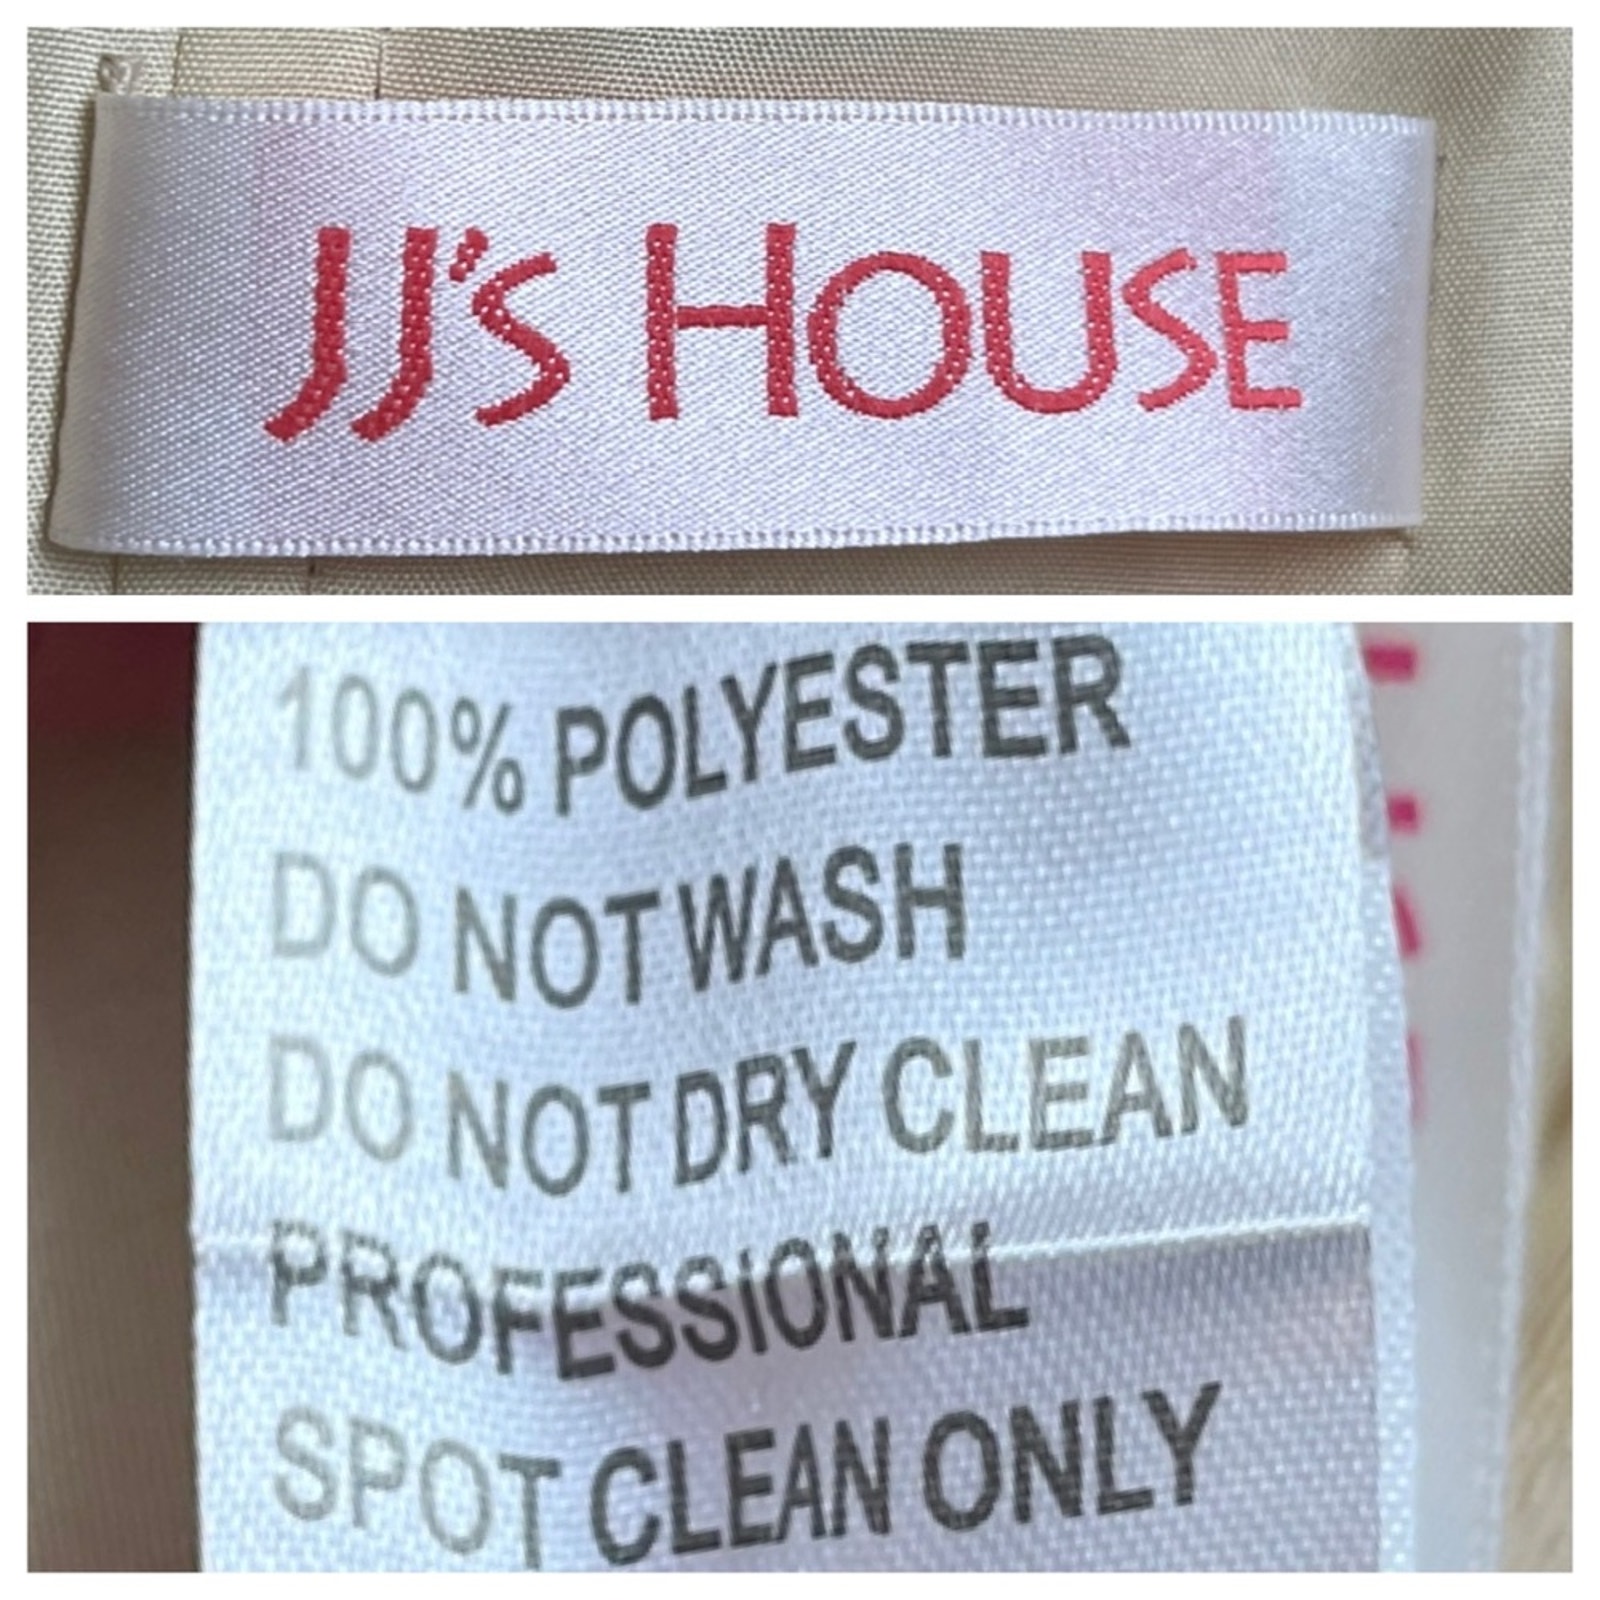 JJ's HOUSE
100% POLYESTER
DO NOT WASH
DO NOT DRY CLEAN
PROFESSIONAL
SPOT CLEAN ONLY